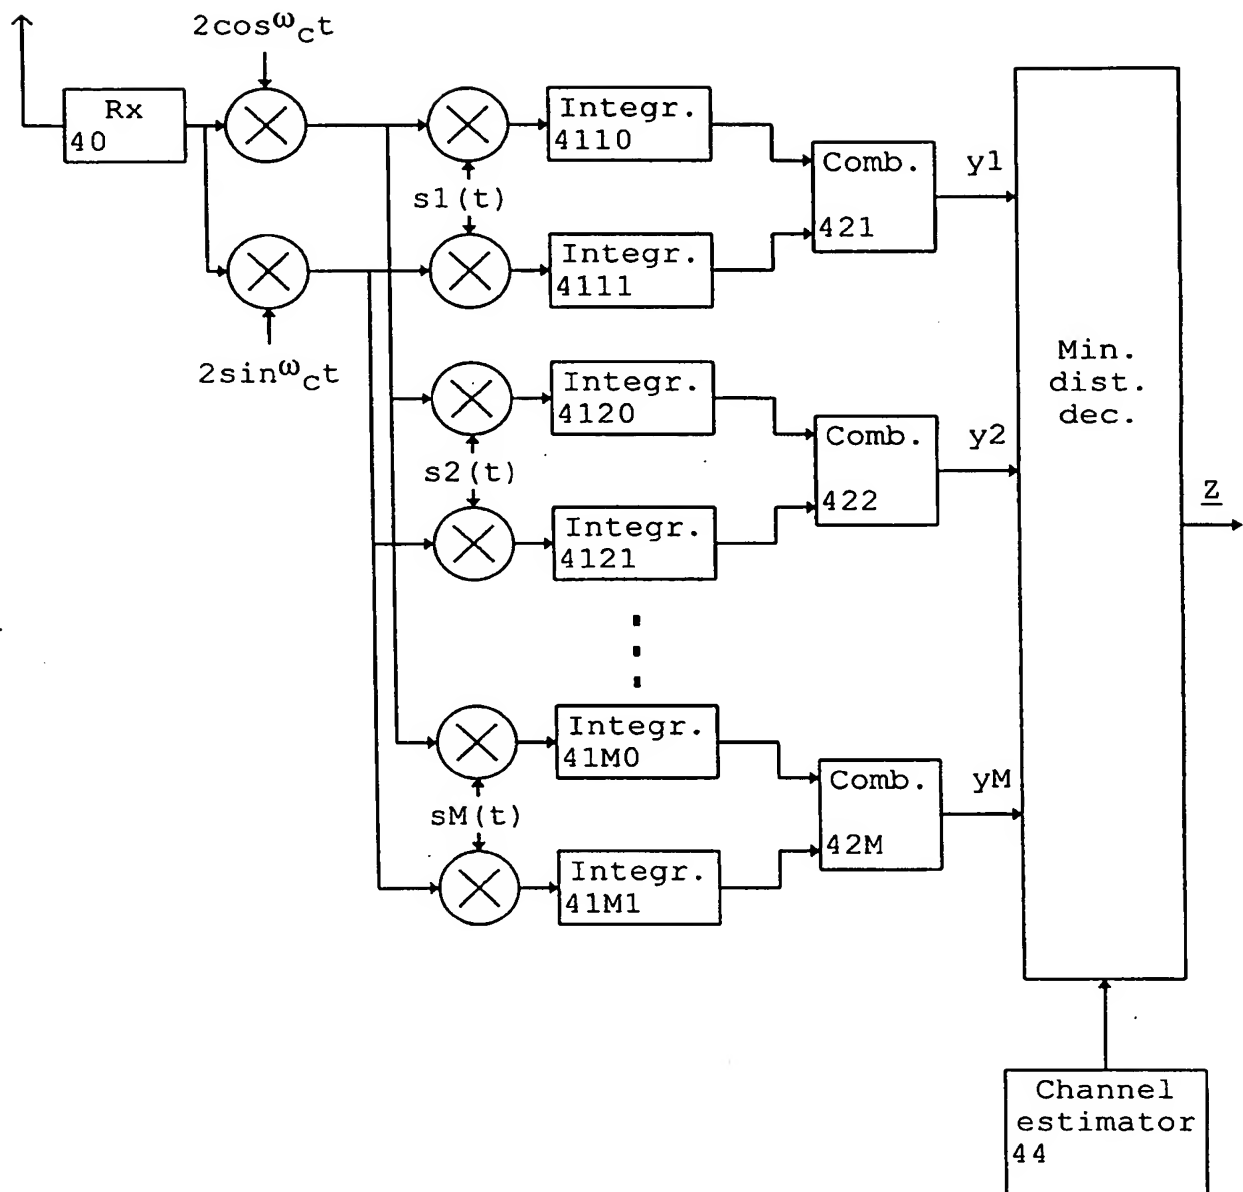 2cosωct
Rx
40
Integr.
4110
Comb.
421
y1
s1(t)
Integr.
4111
2sinωct
Min.
dist.
dec.
Integr.
4120
Comb.
422
y2
s2(t)
Z
Integr.
4121
Integr.
41M0
Comb.
42M
yM
sM(t)
Integr.
41M1
Channel
estimator
44